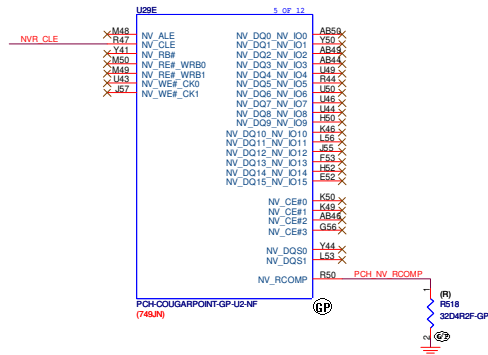 U29E 5 OF 12
M48 NV_ALE
NVR_CLE R47 NV_CLE
Y41 NV_RB#
M50 NV_RE#_WRB0
M49 NV_RE#_WRB1
U43 NV_WE#_CK0
J57 NV_WE#_CK1
NV_DQ0_NV_IO0 AB50
NV_DQ1_NV_IO1 Y50
NV_DQ2_NV_IO2 AB49
NV_DQ3_NV_IO3 AB44
NV_DQ4_NV_IO4 U49
NV_DQ5_NV_IO5 R44
NV_DQ6_NV_IO6 U50
NV_DQ7_NV_IO7 U46
NV_DQ8_NV_IO8 U44
NV_DQ9_NV_IO9 H50
NV_DQ10_NV_IO10 K46
NV_DQ11_NV_IO11 L56
NV_DQ12_NV_IO12 J55
NV_DQ13_NV_IO13 F53
NV_DQ14_NV_IO14 H52
NV_DQ15_NV_IO15 E52
NV_CE#0 K50
NV_CE#1 K49
NV_CE#2 AB46
NV_CE#3 G56
NV_DQS0 Y44
NV_DQS1 L53
NV_RCOMP R50 PCH_NV_RCOMP
PCH-COUGARPOINT-GP-U2-NF
(749JN)
GP
1
(R)
R518
32D4R2F-GP
2